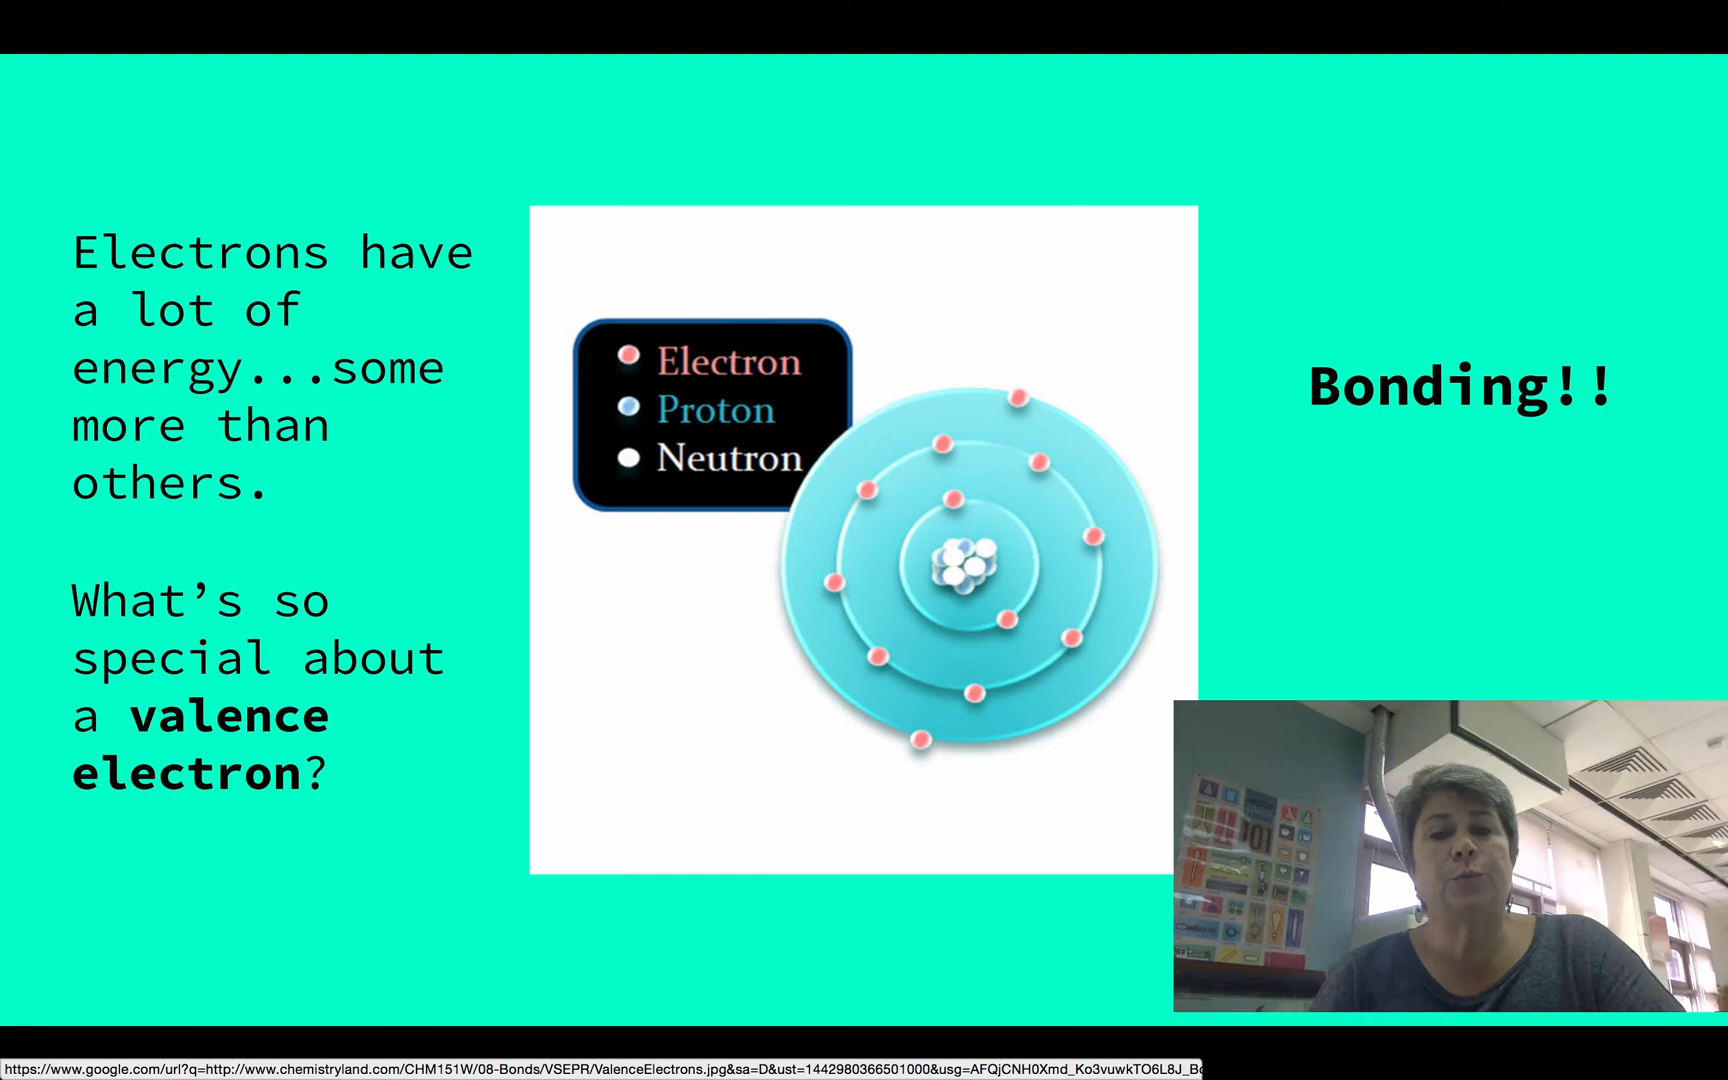 Electrons have
a lot of
energy...some
more than
others.
What’s so
special about
a valence
electron?
Electron
Proton
Neutron
Bonding!!
101
https://www.google.com/url?q=http://www.chemistryland.com/CHM151W/08-Bonds/VSEPR/ValenceElectrons.jpg&sa=D&ust=1442980366501000&usg=AFQjCNH0Xmd_Ko3vuwkTO6L8J_Bo